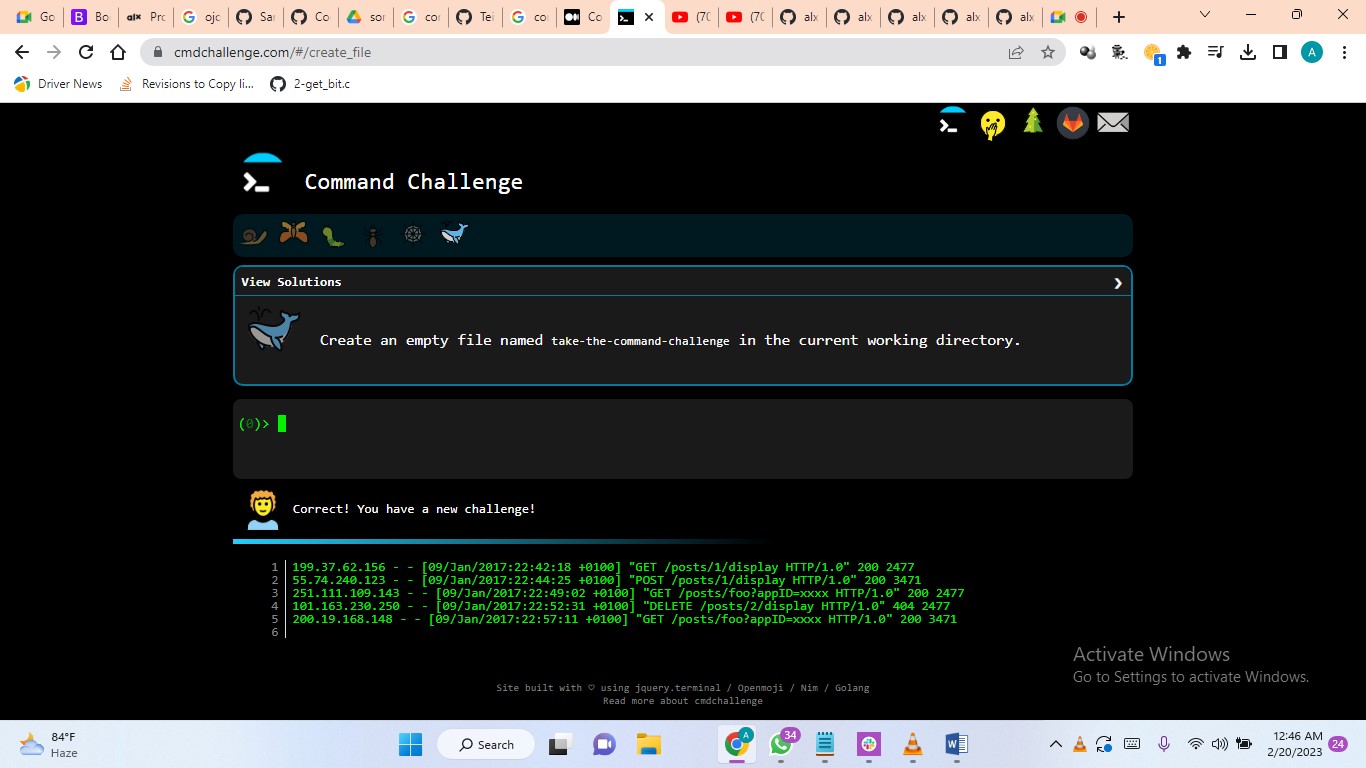 Go
Bo
alx Pro
ojc
Sar
Co
sor
cor
Tei
cor
Co
(70
(70
alx
alx
alx
alx
alx
cmdchallenge.com/#/create_file
A
1
Driver News
Revisions to Copy li...
2-get_bit.c
Command Challenge
View Solutions
Create an empty file named take-the-command-challenge in the current working directory.
(0)>
Correct! You have a new challenge!
1 199.37.62.156 - - [09/Jan/2017:22:42:18 +0100] "GET /posts/1/display HTTP/1.0" 200 2477
2 55.74.240.123 - - [09/Jan/2017:22:44:25 +0100] "POST /posts/1/display HTTP/1.0" 200 3471
3 251.111.109.143 - - [09/Jan/2017:22:49:02 +0100] "GET /posts/foo?appID=xxxx HTTP/1.0" 200 2477
4 101.163.230.250 - - [09/Jan/2017:22:52:31 +0100] "DELETE /posts/2/display HTTP/1.0" 404 2477
5 200.19.168.148 - - [09/Jan/2017:22:57:11 +0100] "GET /posts/foo?appID=xxxx HTTP/1.0" 200 3471
6
Activate Windows
Go to Settings to activate Windows.
Site built with ♡ using jquery.terminal / Openmoji / Nim / Golang
Read more about cmdchallenge
84°F
Haze
Search
A
34
12:46 AM
2/20/2023
24